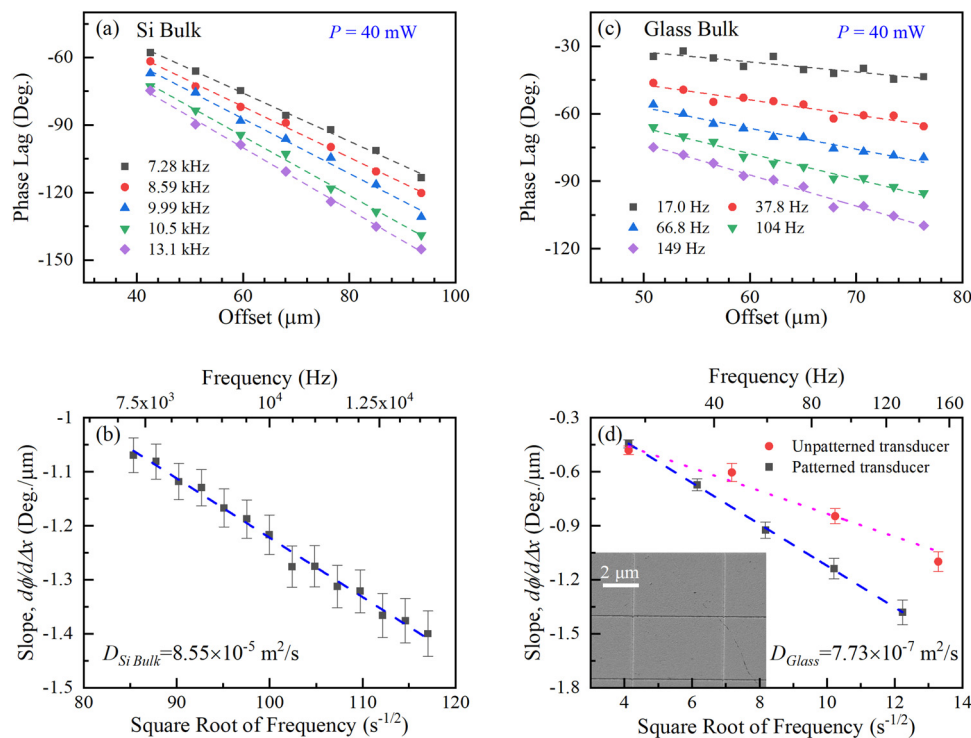 (a) Si Bulk P = 40 mW
Phase Lag (Deg.)
-60
-90
-120
-150
7.28 kHz
8.59 kHz
9.99 kHz
10.5 kHz
13.1 kHz
40 60 80 100
Offset (μm)
(c) Glass Bulk P = 40 mW
Phase Lag (Deg.)
-30
-60
-90
-120
17.0 Hz 37.8 Hz
66.8 Hz 104 Hz
149 Hz
50 60 70 80
Offset (μm)
Frequency (Hz)
7.5x10³ 10⁴ 1.25x10⁴
(b)
Slope, dϕ/dΔx (Deg./μm)
-1
-1.1
-1.2
-1.3
-1.4
-1.5
D Si Bulk=8.55×10⁻⁵ m²/s
80 90 100 110 120
Square Root of Frequency (s⁻¹/²)
Frequency (Hz)
40 80 120 160
(d)
Unpatterned transducer
Patterned transducer
Slope, dϕ/dΔx (Deg./μm)
-0.3
-0.6
-0.9
-1.2
-1.5
-1.8
2 μm
D Glass=7.73×10⁻⁷ m²/s
4 6 8 10 12 14
Square Root of Frequency (s⁻¹/²)